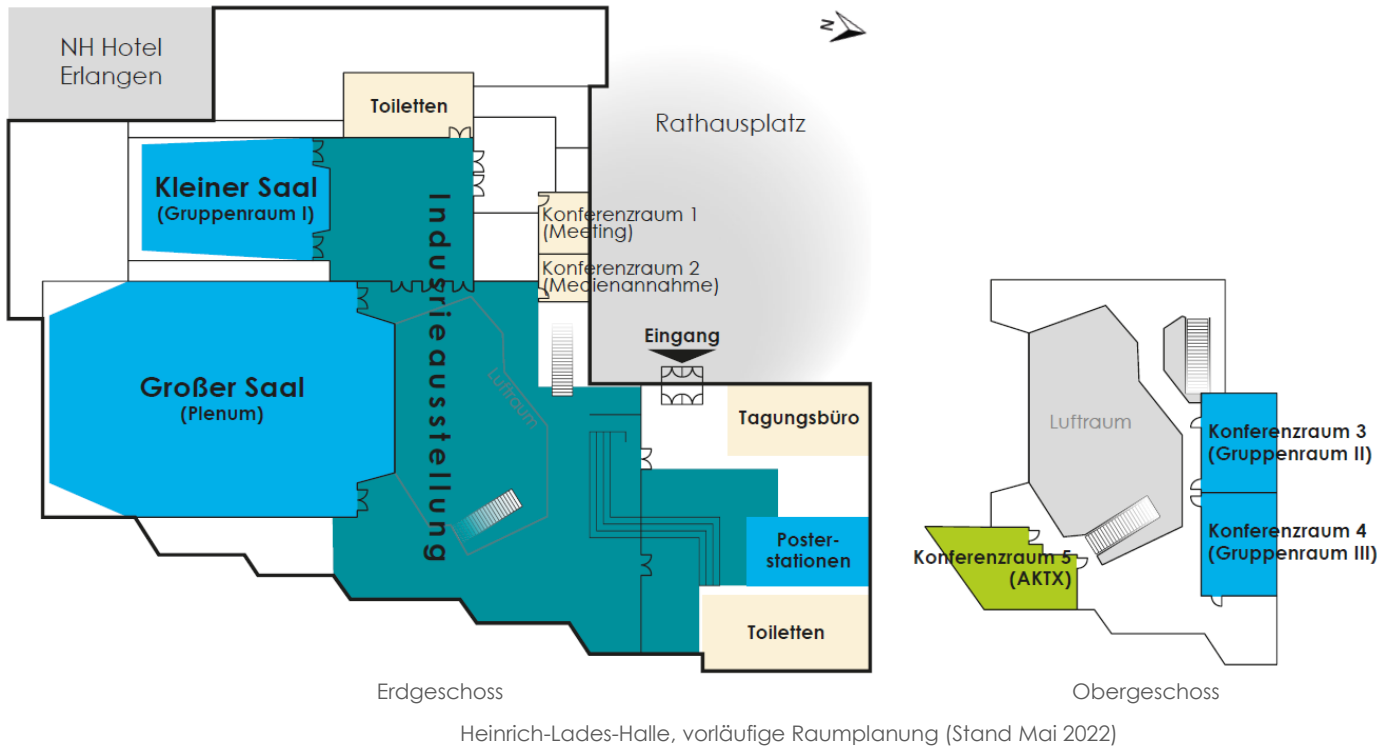 NH Hotel
Erlangen
N
Toiletten
Rathausplatz
Kleiner Saal
(Gruppenraum I)
Indusrieausstellung
Konferenzraum 1
(Meeting)
Konferenzraum 2
(Medienannahme)
Eingang
Großer Saal
(Plenum)
Luftraum
Tagungsbüro
Poster-
stationen
Toiletten
Luftraum
Konferenzraum 3
(Gruppenraum II)
Konferenzraum 4
(Gruppenraum III)
Konferenzraum 5
(AKTX)
Erdgeschoss
Obergeschoss
Heinrich-Lades-Halle, vorläufige Raumplanung (Stand Mai 2022)